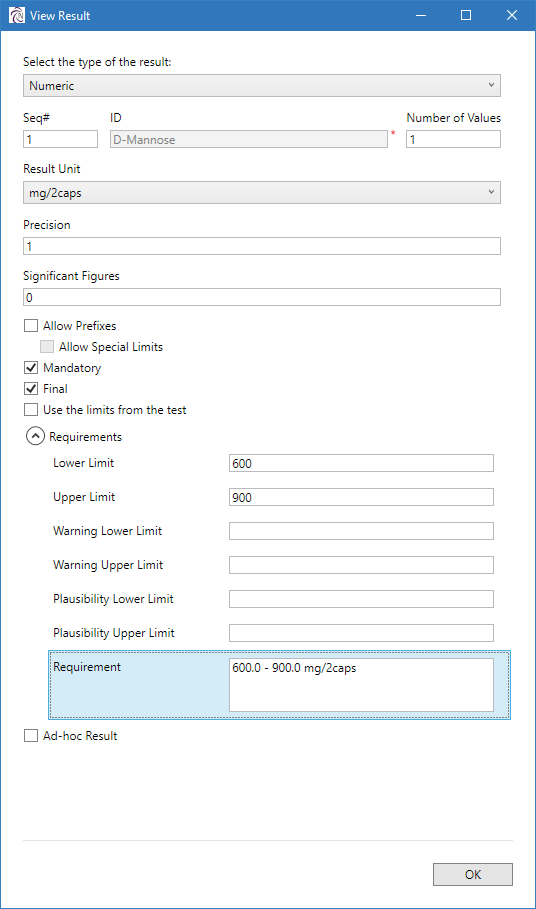 View Result
Select the type of the result:
Numeric
Seq# ID Number of Values
1 D-Mannose * 1
Result Unit
mg/2caps
Precision
1
Significant Figures
0
Allow Prefixes
Allow Special Limits
Mandatory
Final
Use the limits from the test
Requirements
Lower Limit 600
Upper Limit 900
Warning Lower Limit
Warning Upper Limit
Plausibility Lower Limit
Plausibility Upper Limit
Requirement 600.0 - 900.0 mg/2caps
Ad-hoc Result
OK